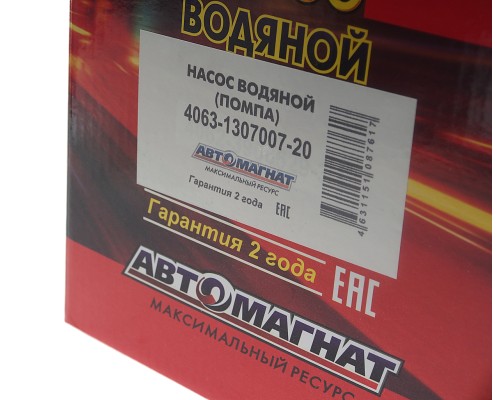 ВОДЯНОЙ
НАСОС ВОДЯНОЙ
(ПОМПА)
4063-1307007-20
АВТОМАГНАТ
МАКСИМАЛЬНЫЙ РЕСУРС
Гарантия 2 года EAC
4631151087617
Гарантия 2 года
EAC
АВТОМАГНАТ
МАКСИМАЛЬНЫЙ РЕСУРС